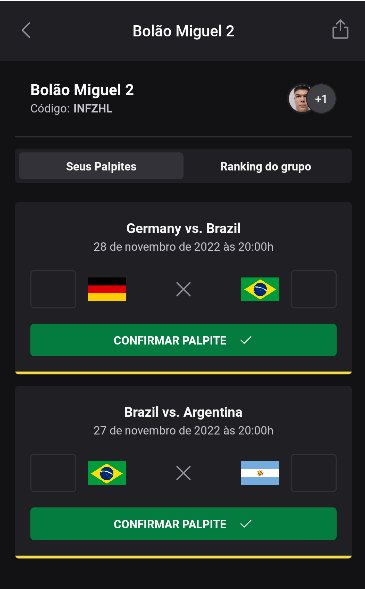 Bolão Miguel 2
Bolão Miguel 2
Código: INFZHL
+1
Seus Palpites
Ranking do grupo
Germany vs. Brazil
28 de novembro de 2022 às 20:00h
CONFIRMAR PALPITE
Brazil vs. Argentina
27 de novembro de 2022 às 20:00h
CONFIRMAR PALPITE